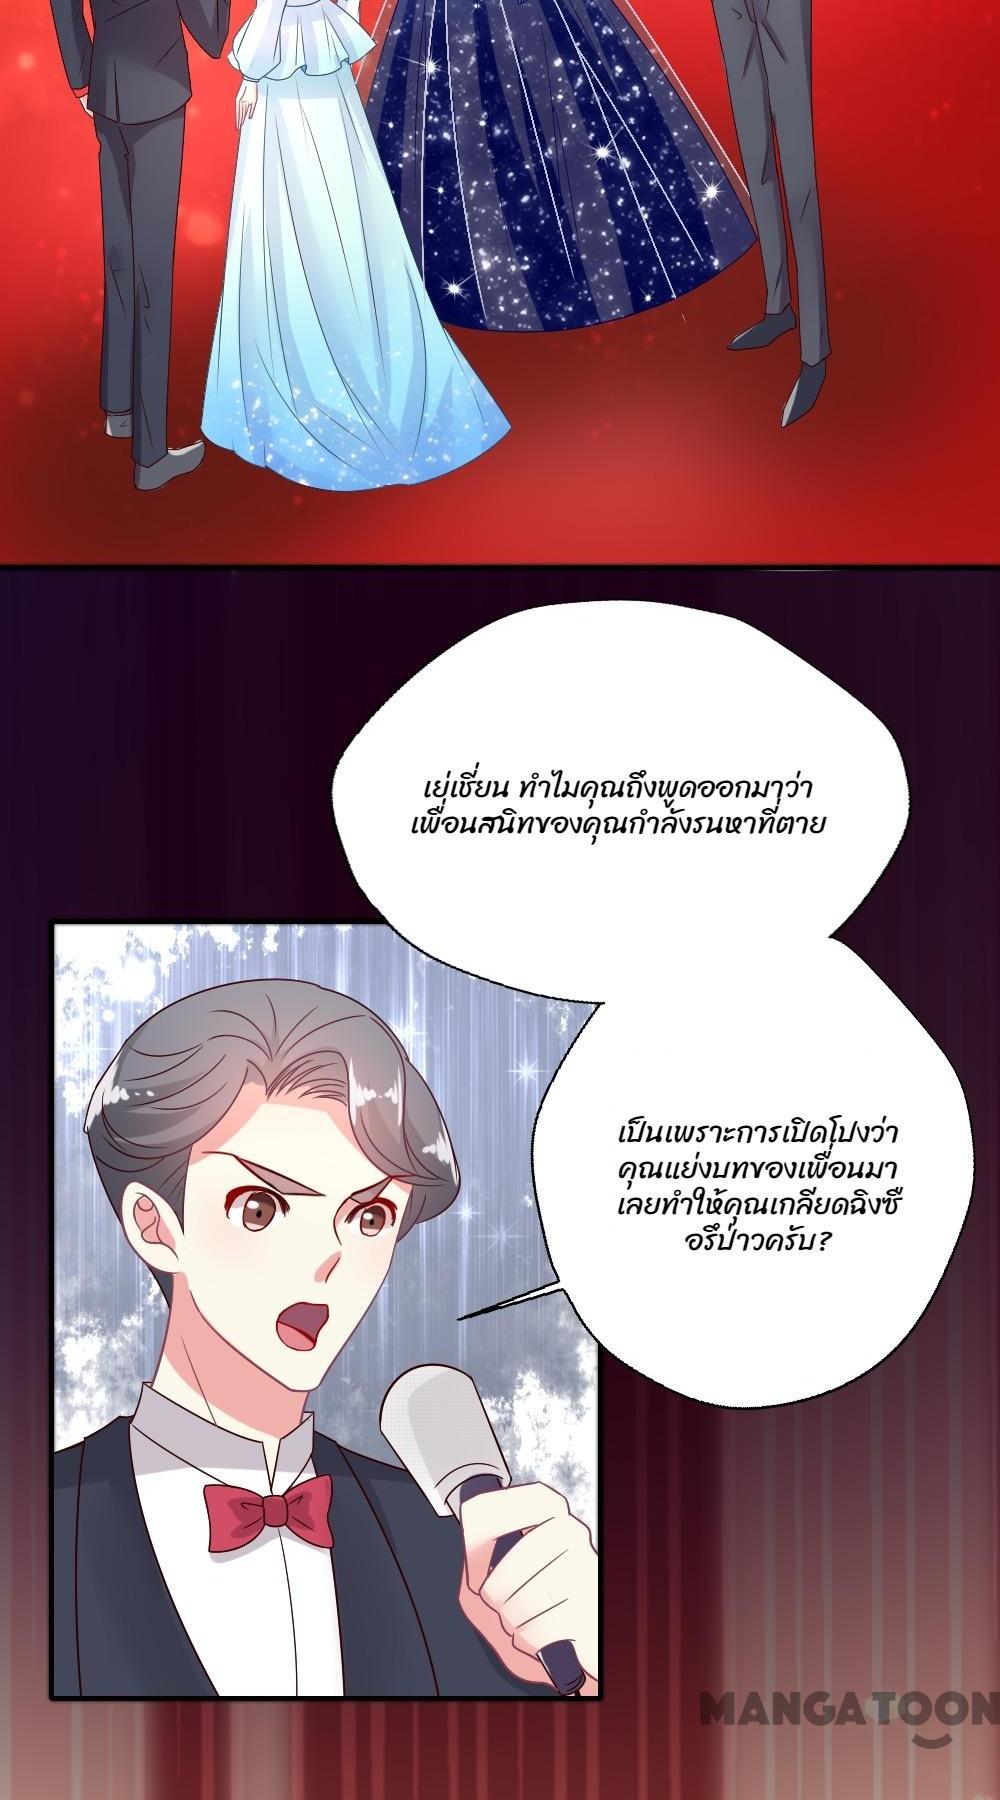 เย่เชี่ยน ทำไมคุณถึงพูดออกมาว่า
เพื่อนสนิทของคุณกำลังรนหาที่ตาย
เป็นเพราะการเปิดโปงว่า
คุณแย่งบทของเพื่อนมา
เลยทำให้คุณเกลียดฉิงซื
อรึป่าวครับ?
MANGATOON